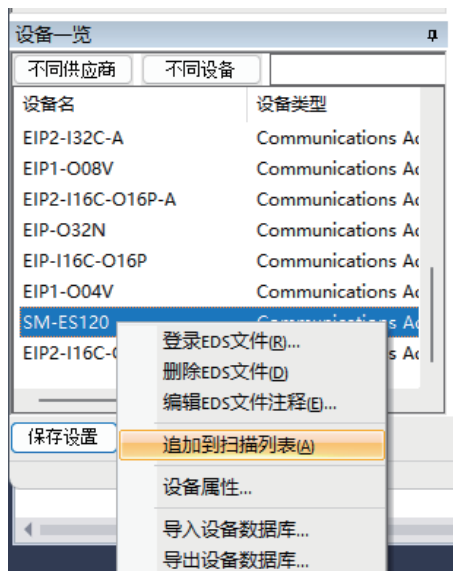 设备一览
不同供应商 不同设备
设备名 设备类型
EIP2-I32C-A Communications Ac
EIP1-O08V Communications Ac
EIP2-I16C-O16P-A Communications Ac
EIP-O32N Communications Ac
EIP-I16C-O16P Communications Ac
EIP1-O04V Communications Ac
SM-ES120 Communications Ac
EIP2-I16C- s Ac
登录EDS文件(R)...
删除EDS文件(D)
编辑EDS文件注释(E)...
保存设置
追加到扫描列表(A)
设备属性...
导入设备数据库...
导出设备数据库...